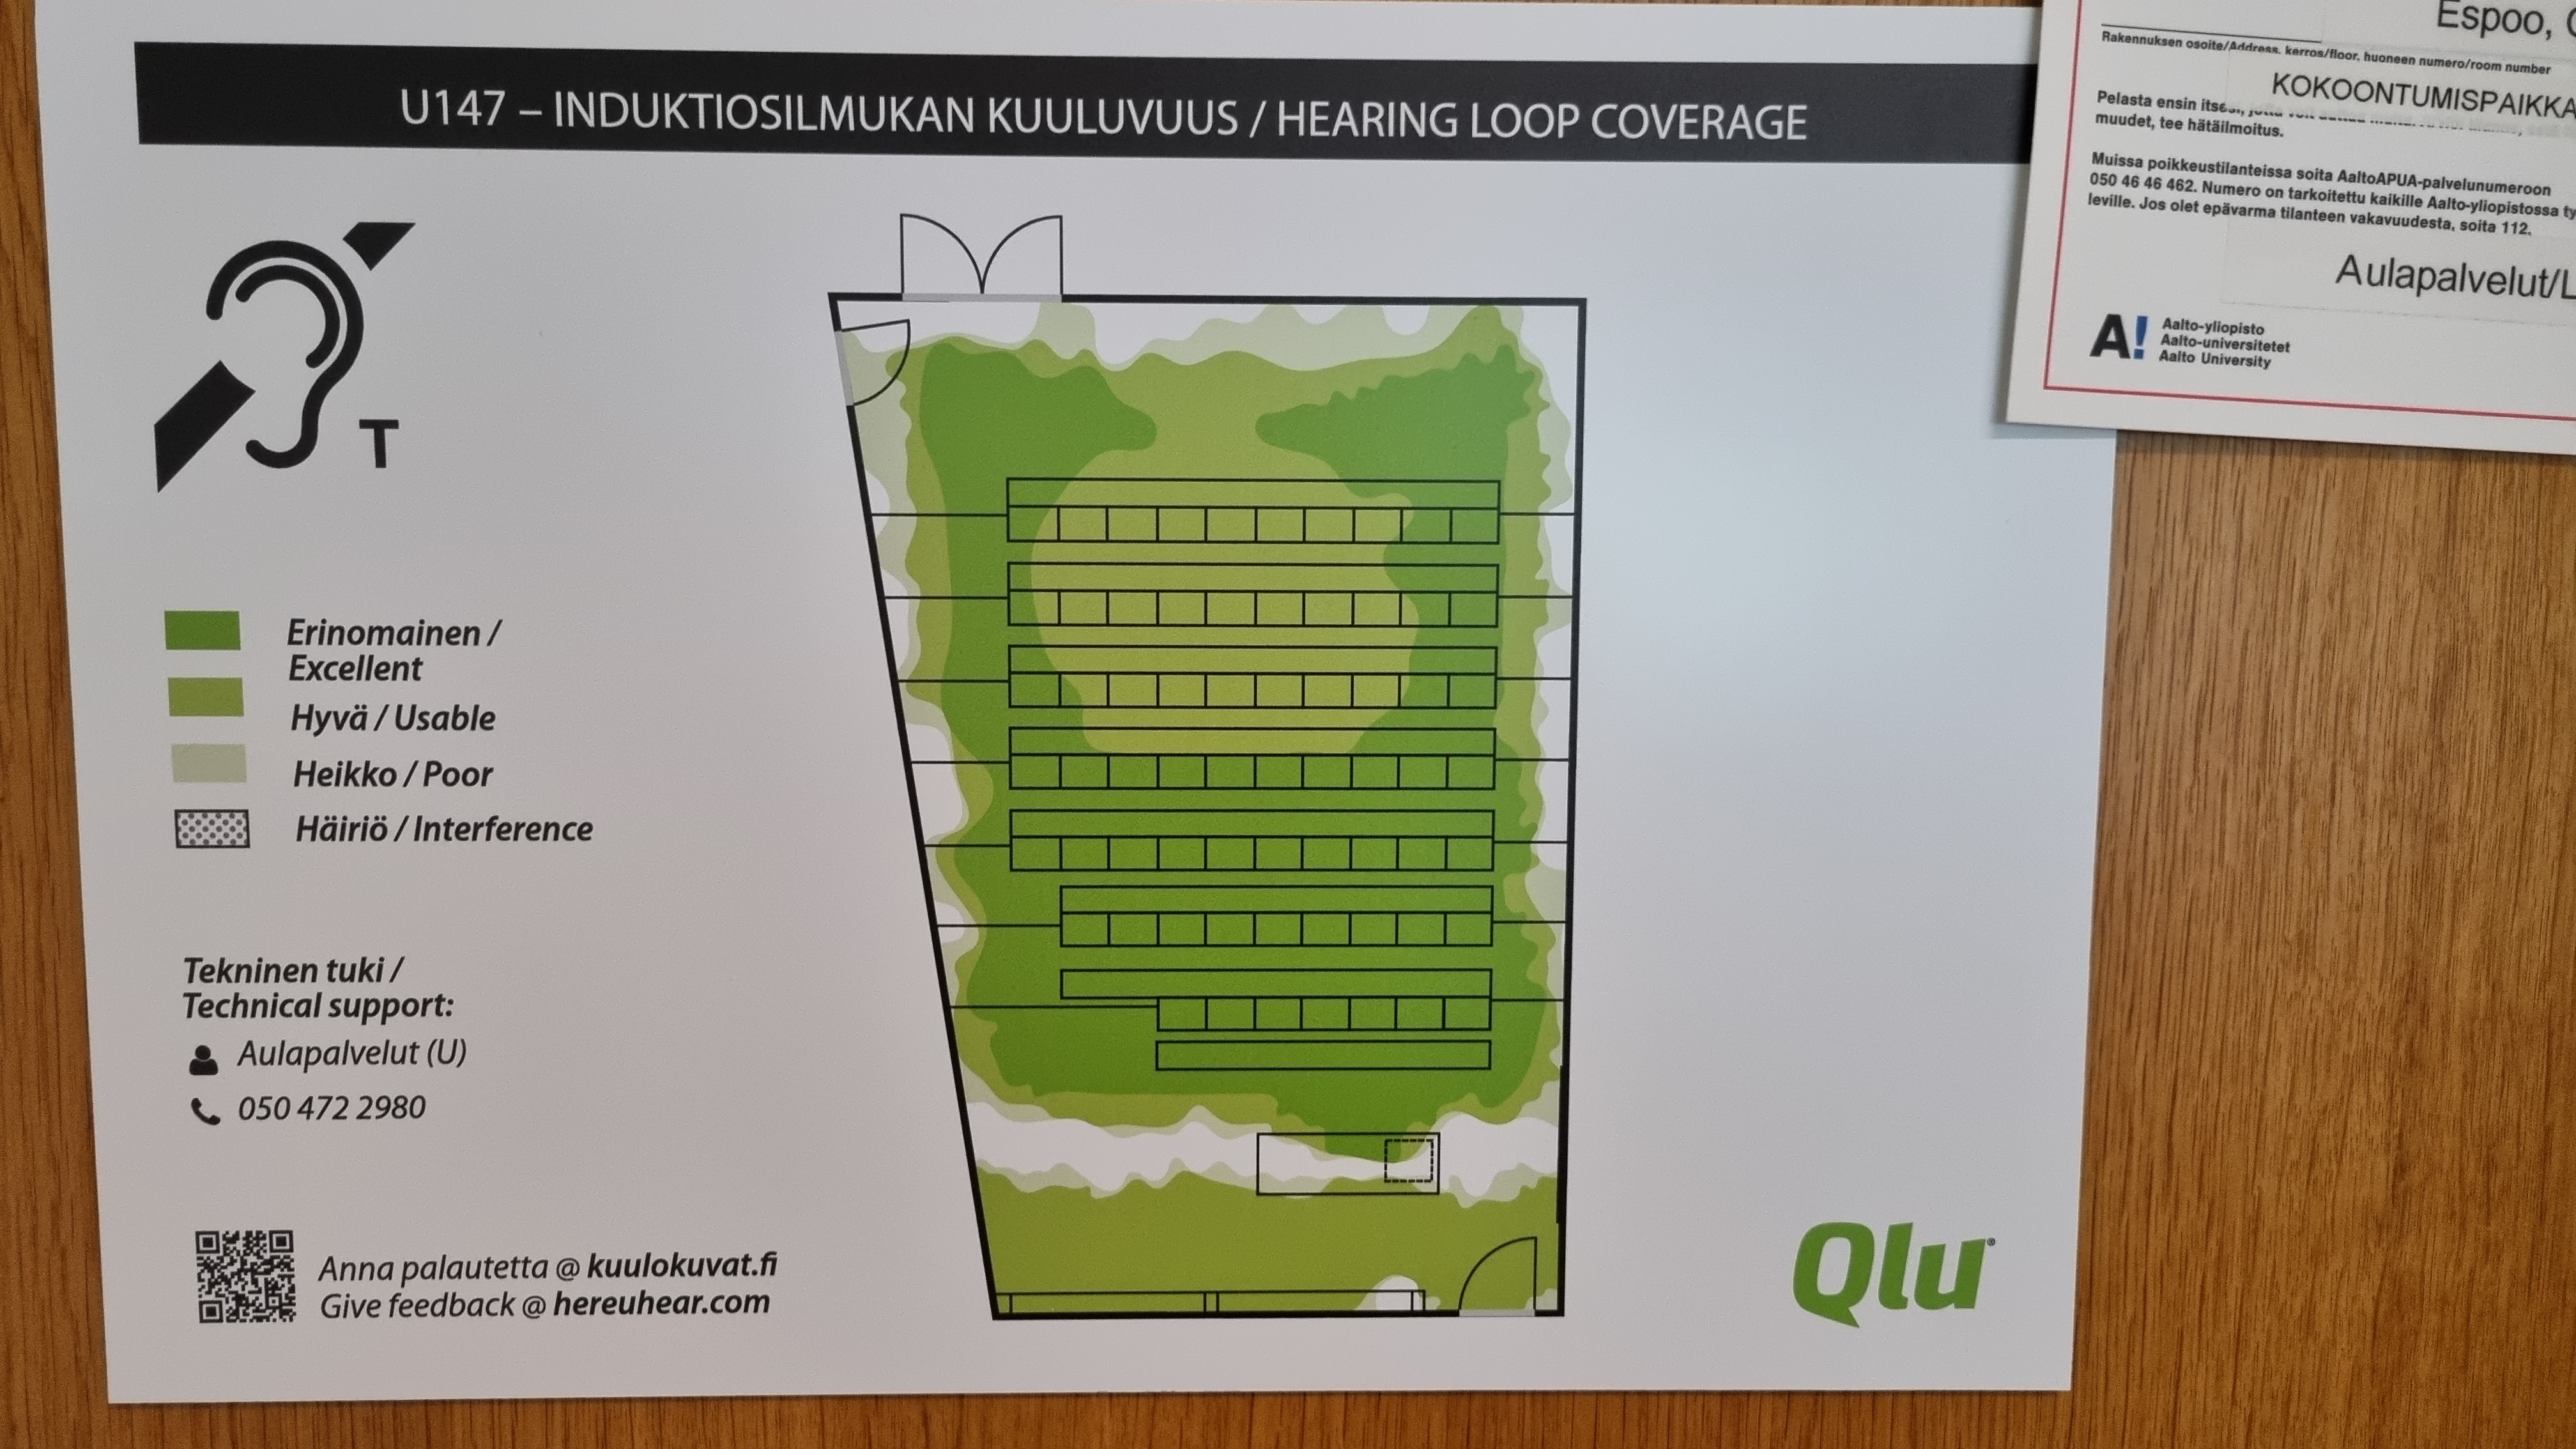 U147 – INDUKTIOSILMUKAN KUULUVUUS / HEARING LOOP COVERAGE
T
Erinomainen /
Excellent
Hyvä / Usable
Heikko / Poor
Häiriö / Interference
Tekninen tuki /
Technical support:
Aulapalvelut (U)
050 472 2980
Anna palautetta @ kuulokuvat.fi
Give feedback @ hereuhear.com
Qlu®
Espoo,
Rakennuksen osoite/Address, kerros/floor, huoneen numero/room number
KOKOONTUMISPAIKKA
Pelasta ensin
muudet, tee hätäilmoitus.
Muissa poikkeustilanteissa soita AaltoAPUA-palvelunumeroon
050 46 46 462. Numero on tarkoitettu kaikille Aalto-yliopistossa ty
leville. Jos olet epävarma tilanteen vakavuudesta, soita 112.
Aulapalvelut/L
A!
Aalto-yliopisto
Aalto-universitetet
Aalto University